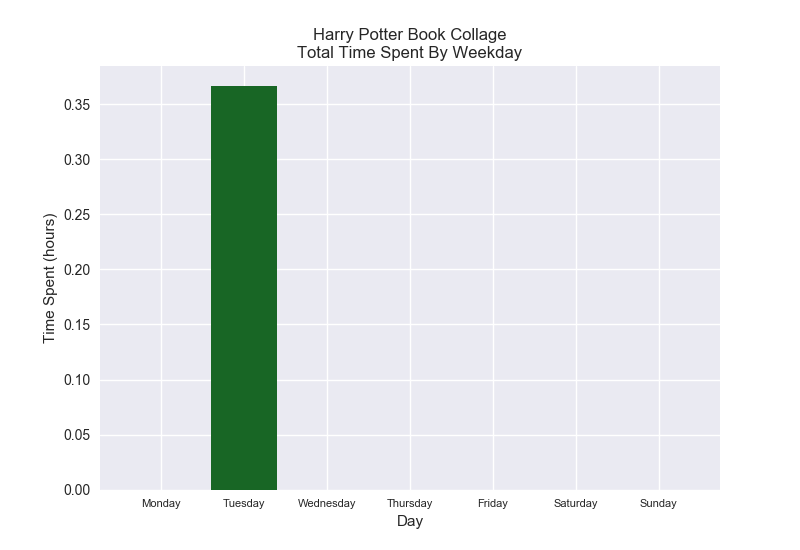 Harry Potter Book Collage
Total Time Spent By Weekday
Time Spent (hours)
0.35
0.30
0.25
0.20
0.15
0.10
0.05
0.00
Monday Tuesday Wednesday Thursday Friday Saturday Sunday
Day